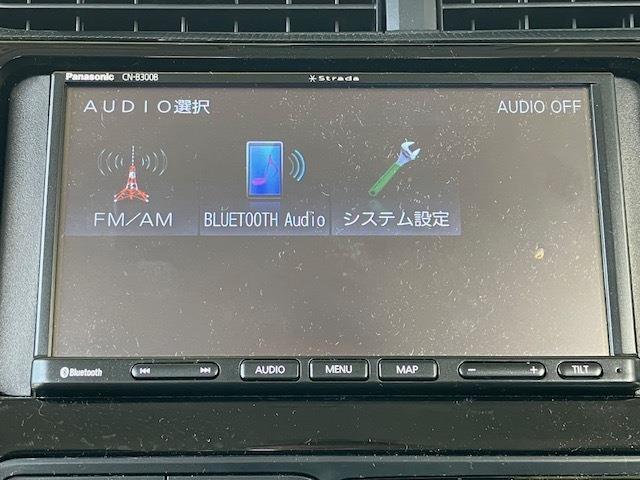 Panasonic CN-B300B
Strada
AUDIO選択
AUDIO OFF
FM/AM
BLUETOOTH Audio
システム設定
Bluetooth
AUDIO
MENU
MAP
− +
TILT